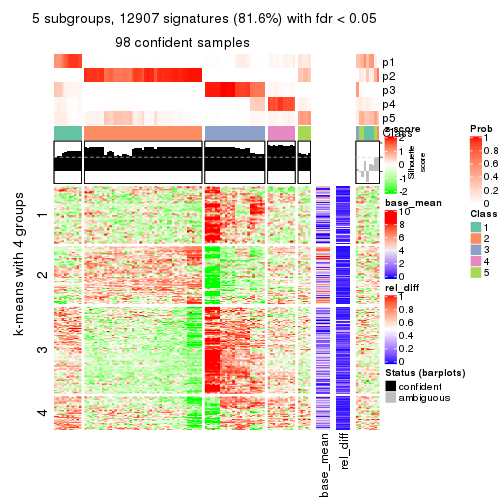 5 subgroups, 12907 signatures (81.6%) with fdr < 0.05
98 confident samples
p1
p2
p3
p4
p5
Class
Silhouette
score
k-means with 4 groups
1
2
3
4
base_mean
rel_diff
z-score
2
1
0
-1
-2
base_mean
10
8
6
4
2
0
rel_diff
1
0.8
0.6
0.4
0.2
0
Status (barplots)
confident
ambiguous
Prob
1
0.8
0.6
0.4
0.2
0
Class
1
2
3
4
5